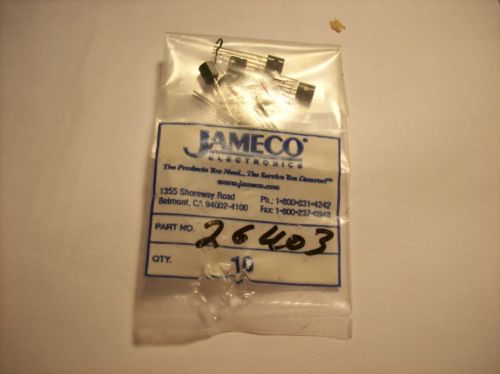 JAMECO®
ELECTRONICS
The Products You Need... The Service You Deserve!™
www.jameco.com
1355 Shoreway Road Ph.: 1-800-831-4242
Belmont, CA 94002-4100 Fax: 1-800-237-6948
PART NO. 26403
QTY. 10